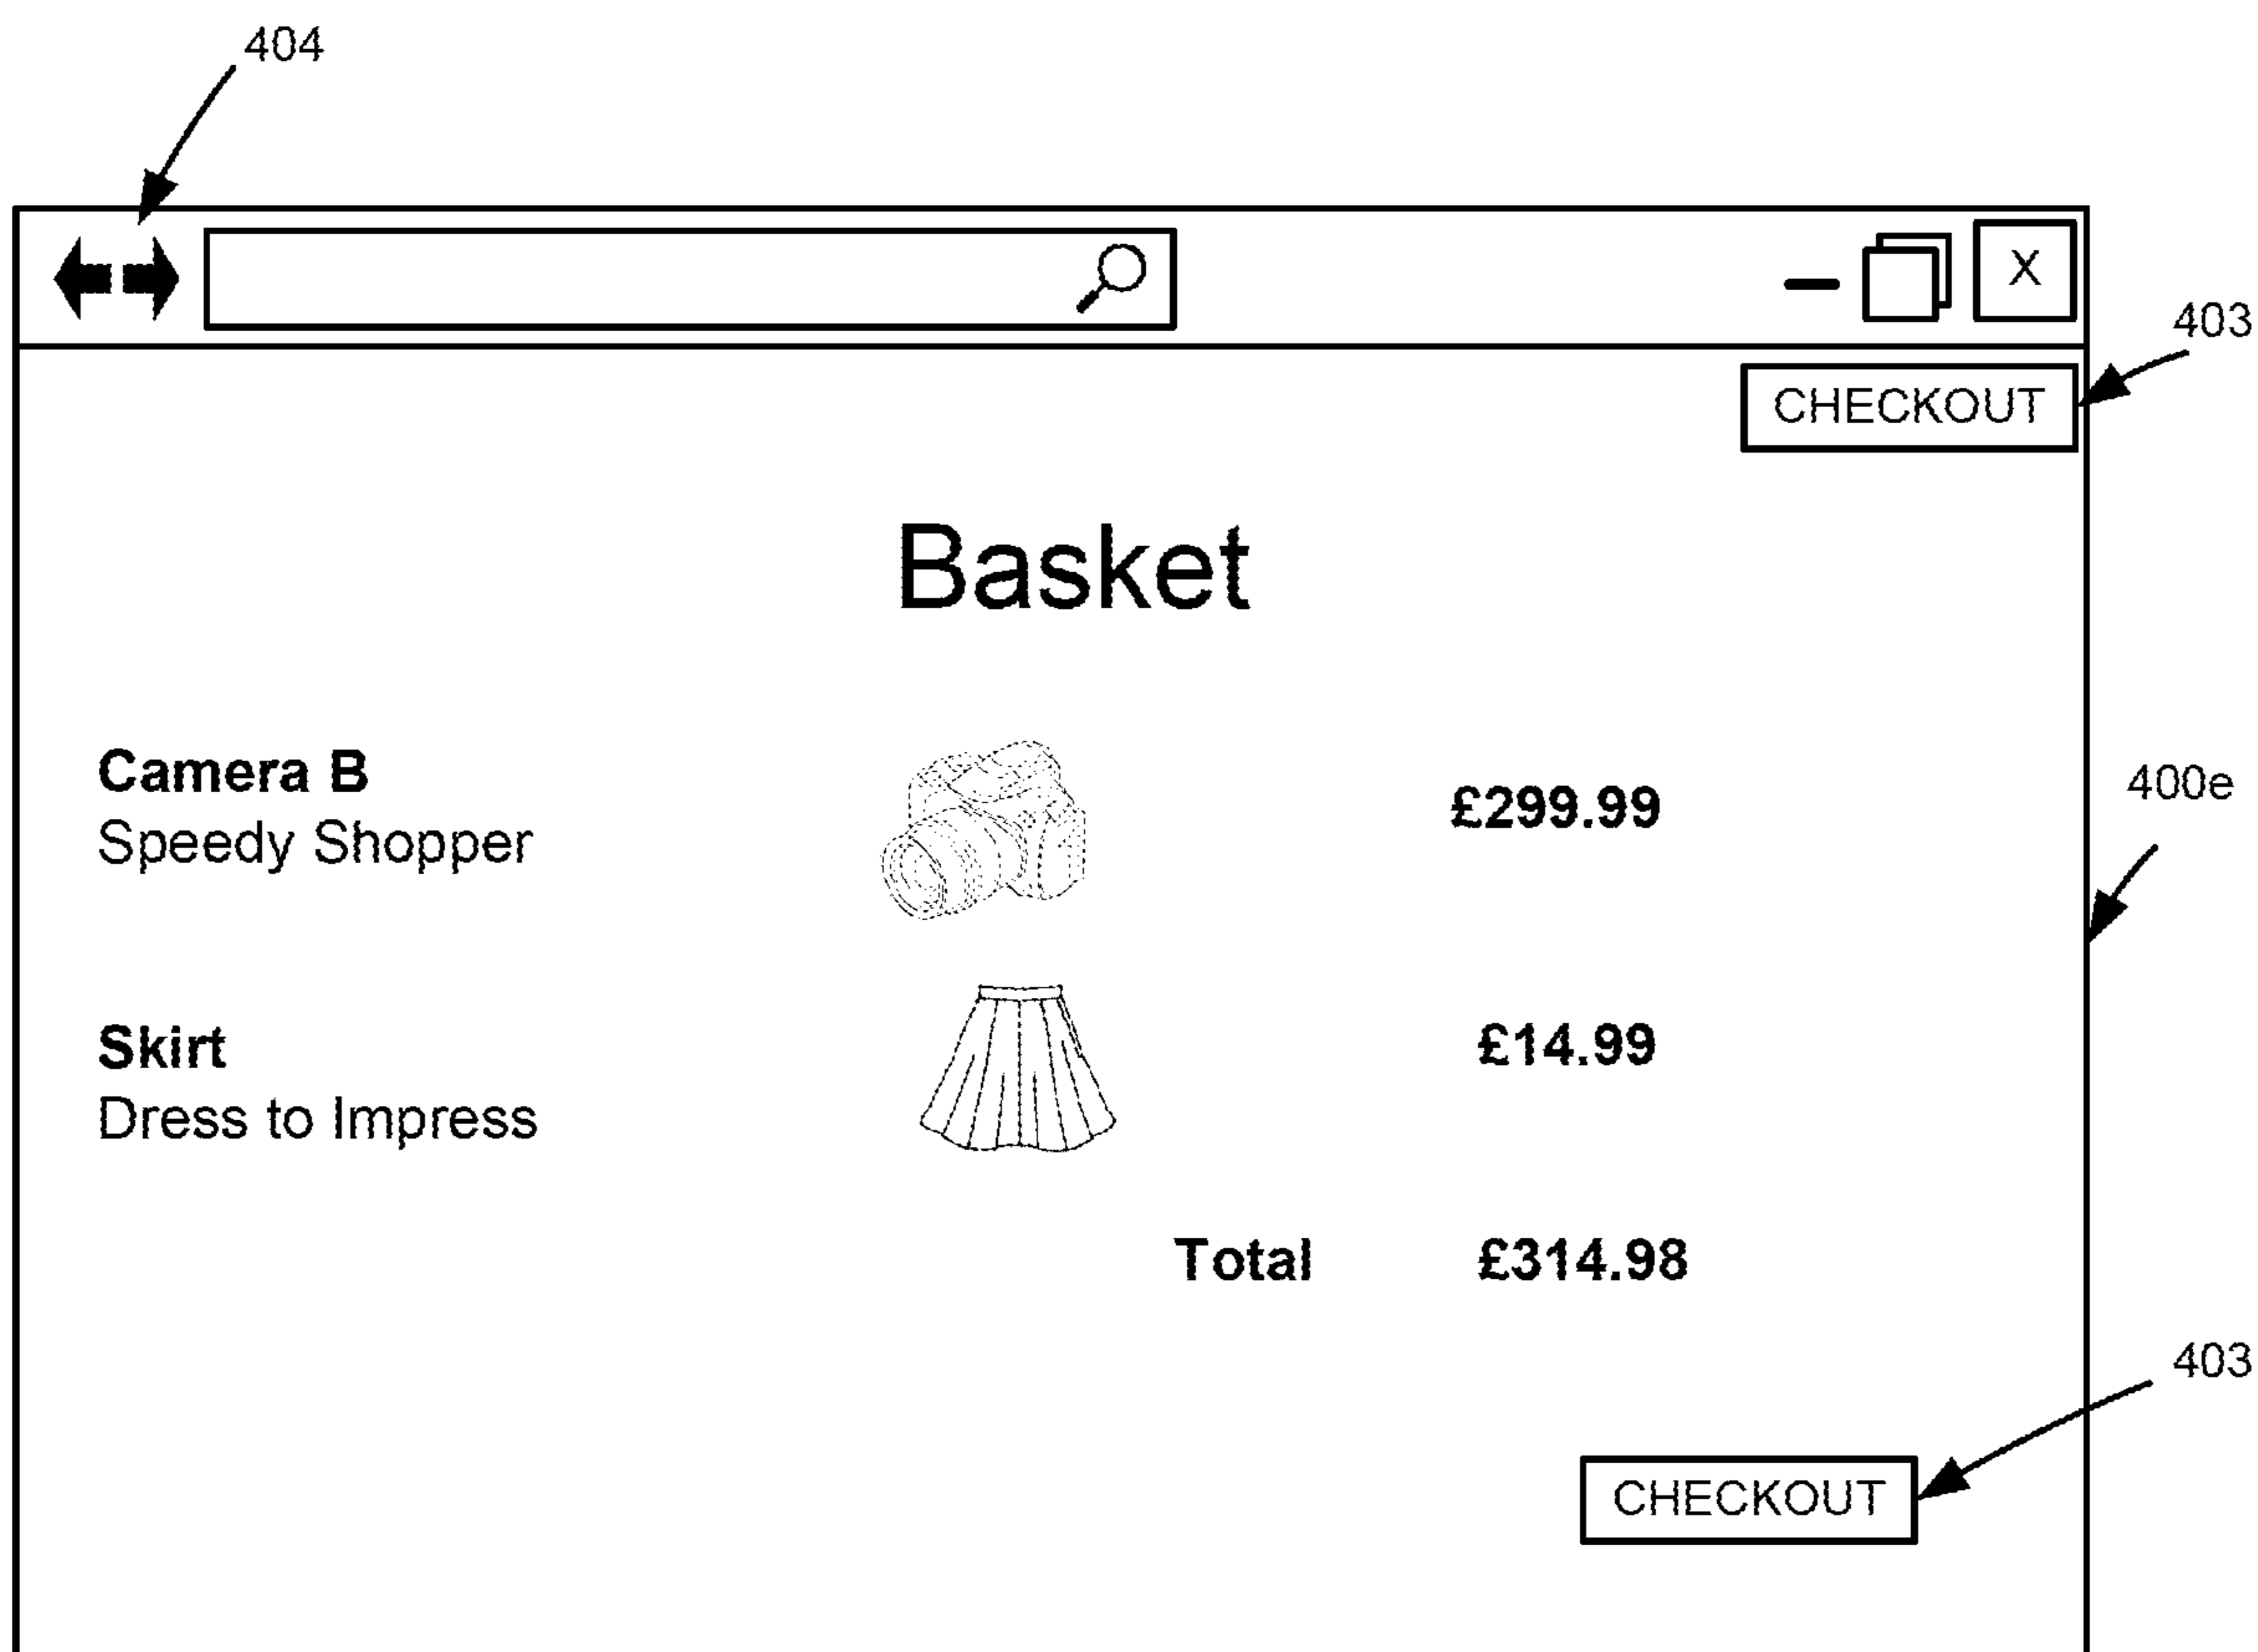 404
X
403
CHECKOUT
Basket
Camera B
Speedy Shopper
£299.99
400e
Skirt
Dress to Impress
£14.99
Total £314.98
403
CHECKOUT